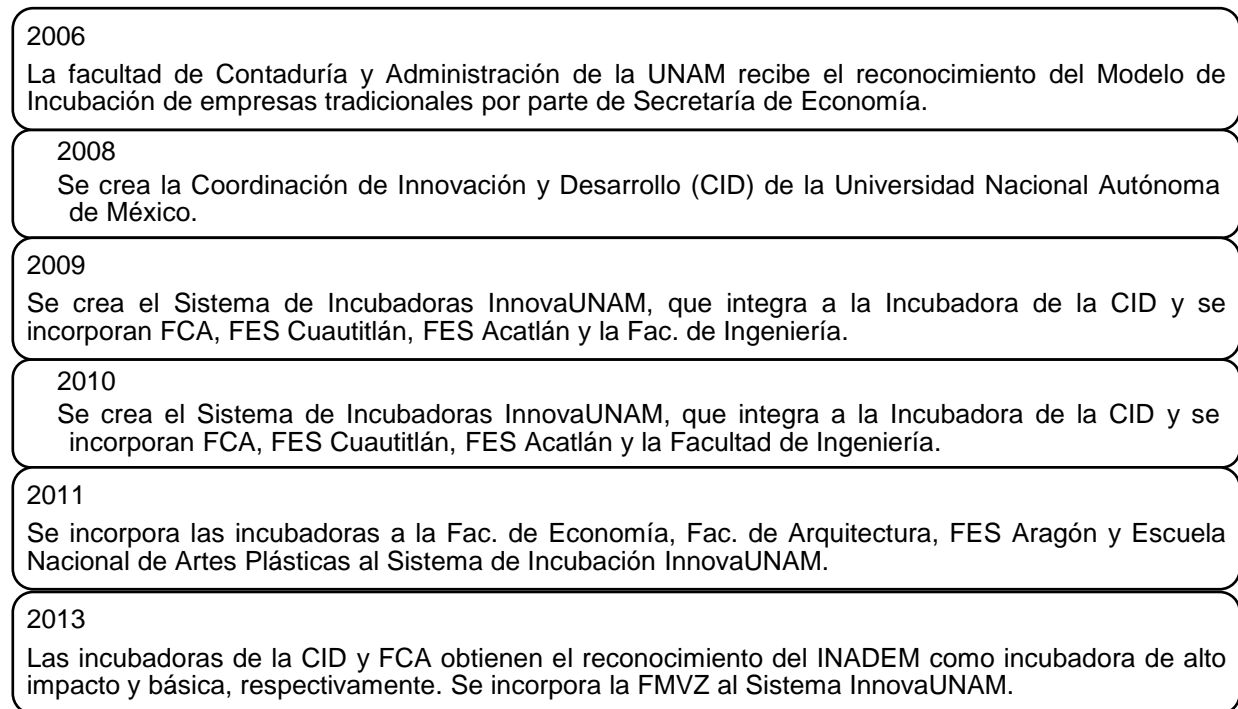 2006
La facultad de Contaduría y Administración de la UNAM recibe el reconocimiento del Modelo de
Incubación de empresas tradicionales por parte de Secretaría de Economía.
2008
Se crea la Coordinación de Innovación y Desarrollo (CID) de la Universidad Nacional Autónoma
de México.
2009
Se crea el Sistema de Incubadoras InnovaUNAM, que integra a la Incubadora de la CID y se
incorporan FCA, FES Cuautitlán, FES Acatlán y la Fac. de Ingeniería.
2010
Se crea el Sistema de Incubadoras InnovaUNAM, que integra a la Incubadora de la CID y se
incorporan FCA, FES Cuautitlán, FES Acatlán y la Facultad de Ingeniería.
2011
Se incorpora las incubadoras a la Fac. de Economía, Fac. de Arquitectura, FES Aragón y Escuela
Nacional de Artes Plásticas al Sistema de Incubación InnovaUNAM.
2013
Las incubadoras de la CID y FCA obtienen el reconocimiento del INADEM como incubadora de alto
impacto y básica, respectivamente. Se incorpora la FMVZ al Sistema InnovaUNAM.